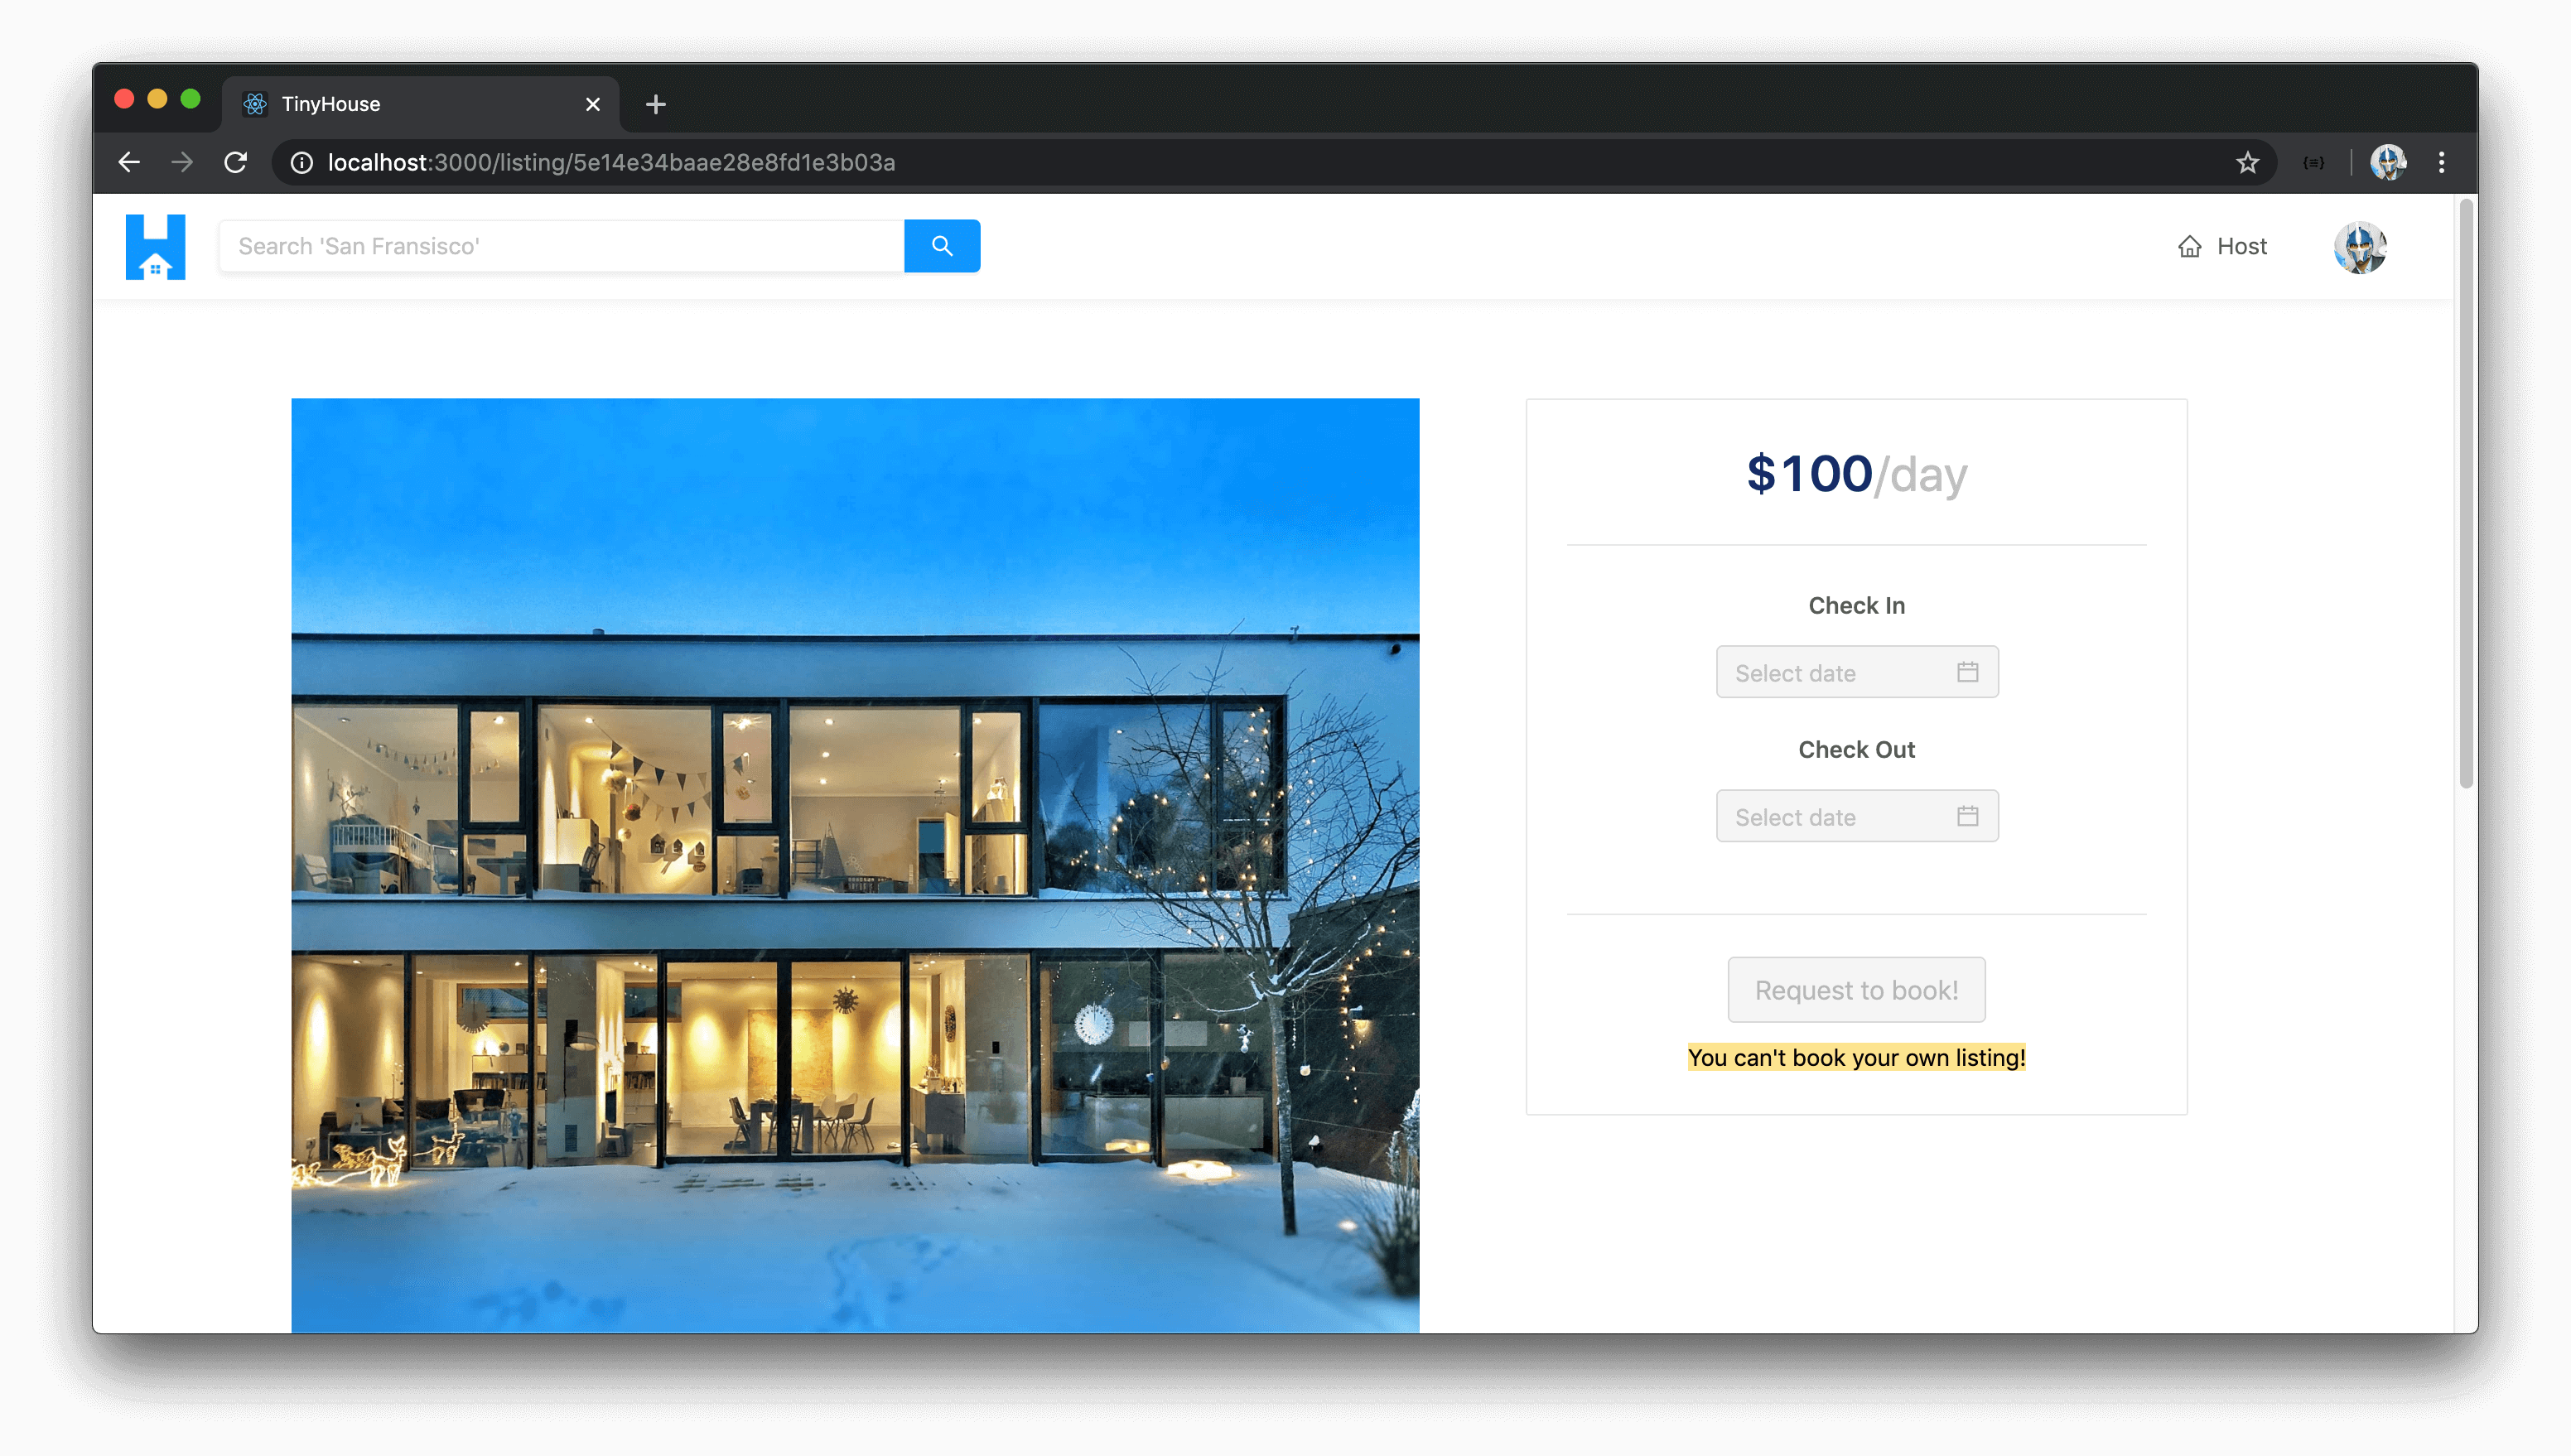 TinyHouse
localhost:3000/listing/5e14e34baae28e8fd1e3b03a
Search 'San Fransisco'
Host
$100/day
Check In
Select date
Check Out
Select date
Request to book!
You can't book your own listing!